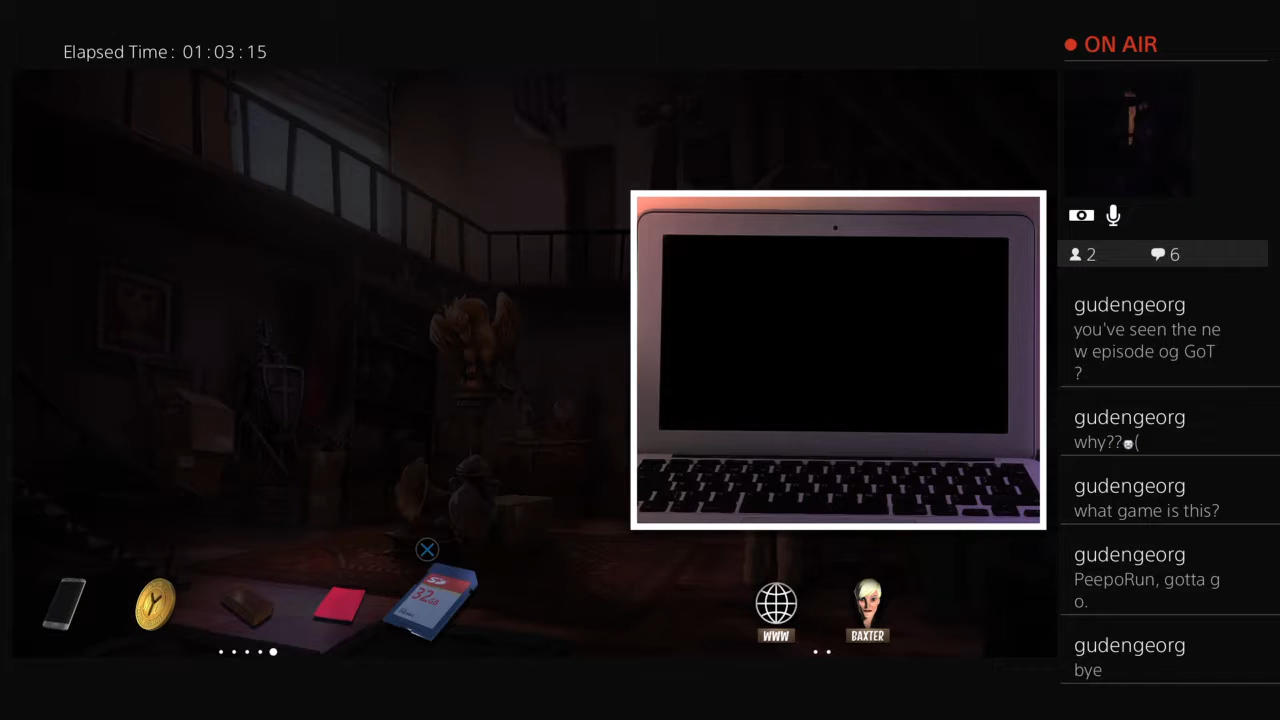 Elapsed Time: 01:03:15
ON AIR
2
6
gudengeorg
you've seen the ne
w episode og GoT
?
gudengeorg
why??(
gudengeorg
what game is this?
gudengeorg
PeepoRun, gotta g
o.
gudengeorg
bye
SD
32GB
WWW
BAXTER